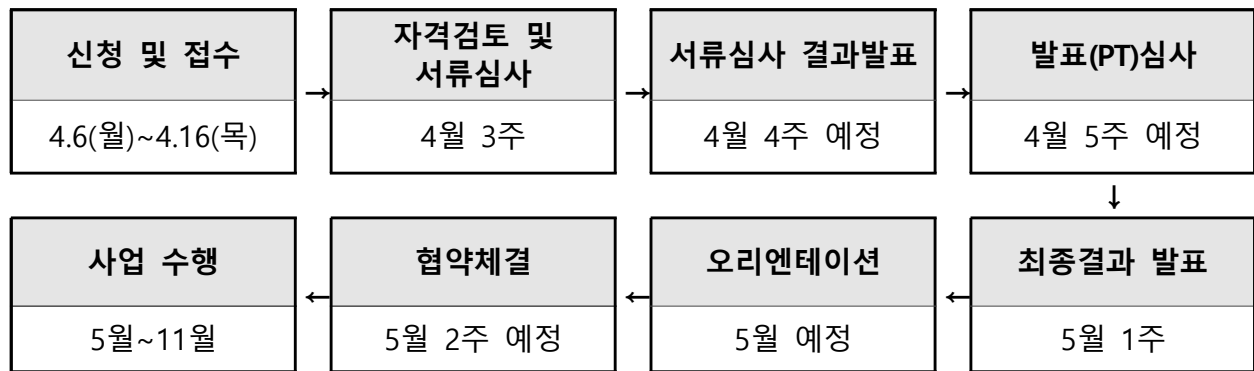 신청 및 접수
4.6(월)~4.16(목)
→
자격검토 및
서류심사
4월 3주
→
서류심사 결과발표
4월 4주 예정
→
발표(PT)심사
4월 5주 예정
↓
최종결과 발표
5월 1주
←
오리엔테이션
5월 예정
←
협약체결
5월 2주 예정
←
사업 수행
5월~11월